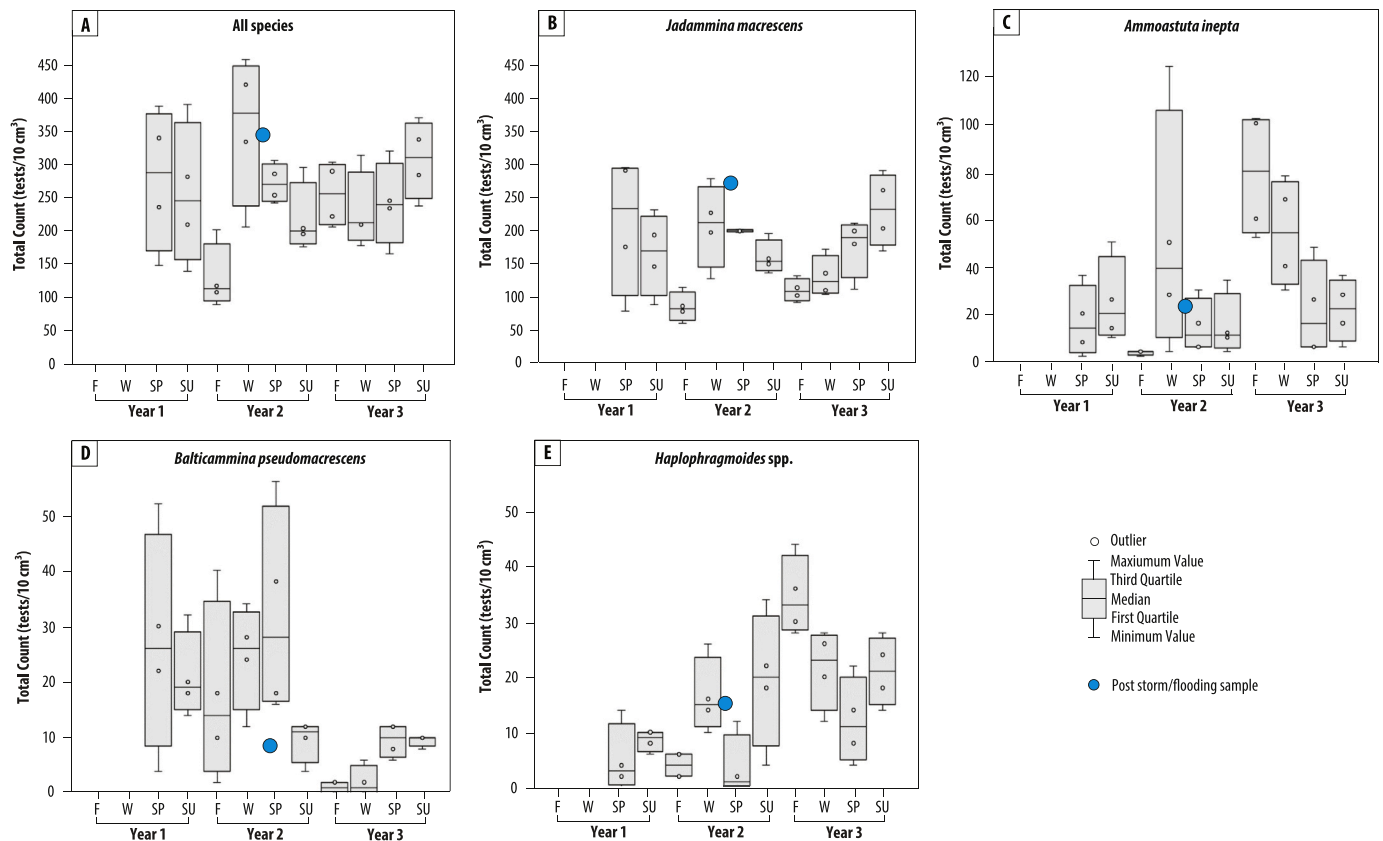 A
All species
Total Count (tests/10 cm³)
450
400
350
300
250
200
150
100
50
0
F W SP SU F W SP SU F W SP SU
Year 1 Year 2 Year 3
B
Jadammina macrescens
Total Count (tests/10 cm³)
450
400
350
300
250
200
150
100
50
0
F W SP SU F W SP SU F W SP SU
Year 1 Year 2 Year 3
C
Ammoastuta inepta
Total Count (tests/10 cm³)
120
100
80
60
40
20
0
F W SP SU F W SP SU F W SP SU
Year 1 Year 2 Year 3
D
Balticammina pseudomacrescens
Total Count (tests/10 cm³)
50
40
30
20
10
0
F W SP SU F W SP SU F W SP SU
Year 1 Year 2 Year 3
E
Haplophragmoides spp.
Total Count (tests/10 cm³)
50
40
30
20
10
0
F W SP SU F W SP SU F W SP SU
Year 1 Year 2 Year 3
Outlier
Maxiumum Value
Third Quartile
Median
First Quartile
Minimum Value
Post storm/flooding sample